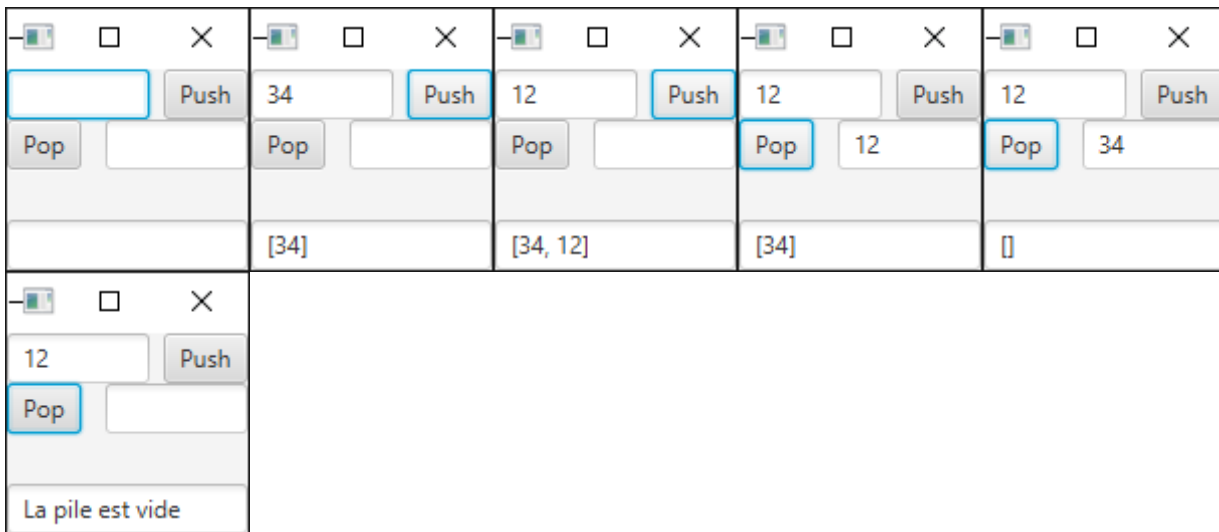 Push
Pop
34 Push
Pop
[34]
12 Push
Pop
[34, 12]
12 Push
Pop 12
[34]
12 Push
Pop 34
[]
12 Push
Pop
La pile est vide